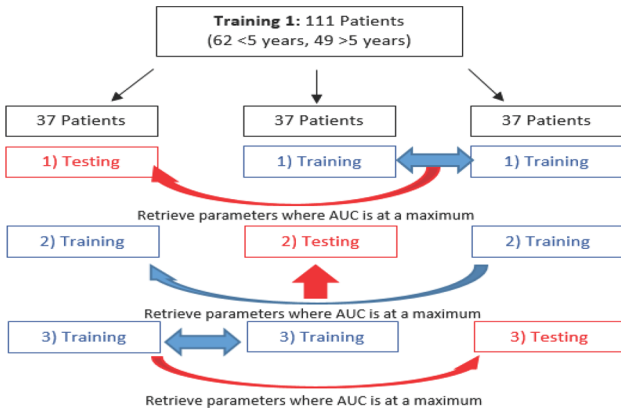 Training 1: 111 Patients
(62 <5 years, 49 >5 years)
37 Patients
37 Patients
37 Patients
1) Testing
1) Training
1) Training
Retrieve parameters where AUC is at a maximum
2) Training
2) Testing
2) Training
Retrieve parameters where AUC is at a maximum
3) Training
3) Training
3) Testing
Retrieve parameters where AUC is at a maximum